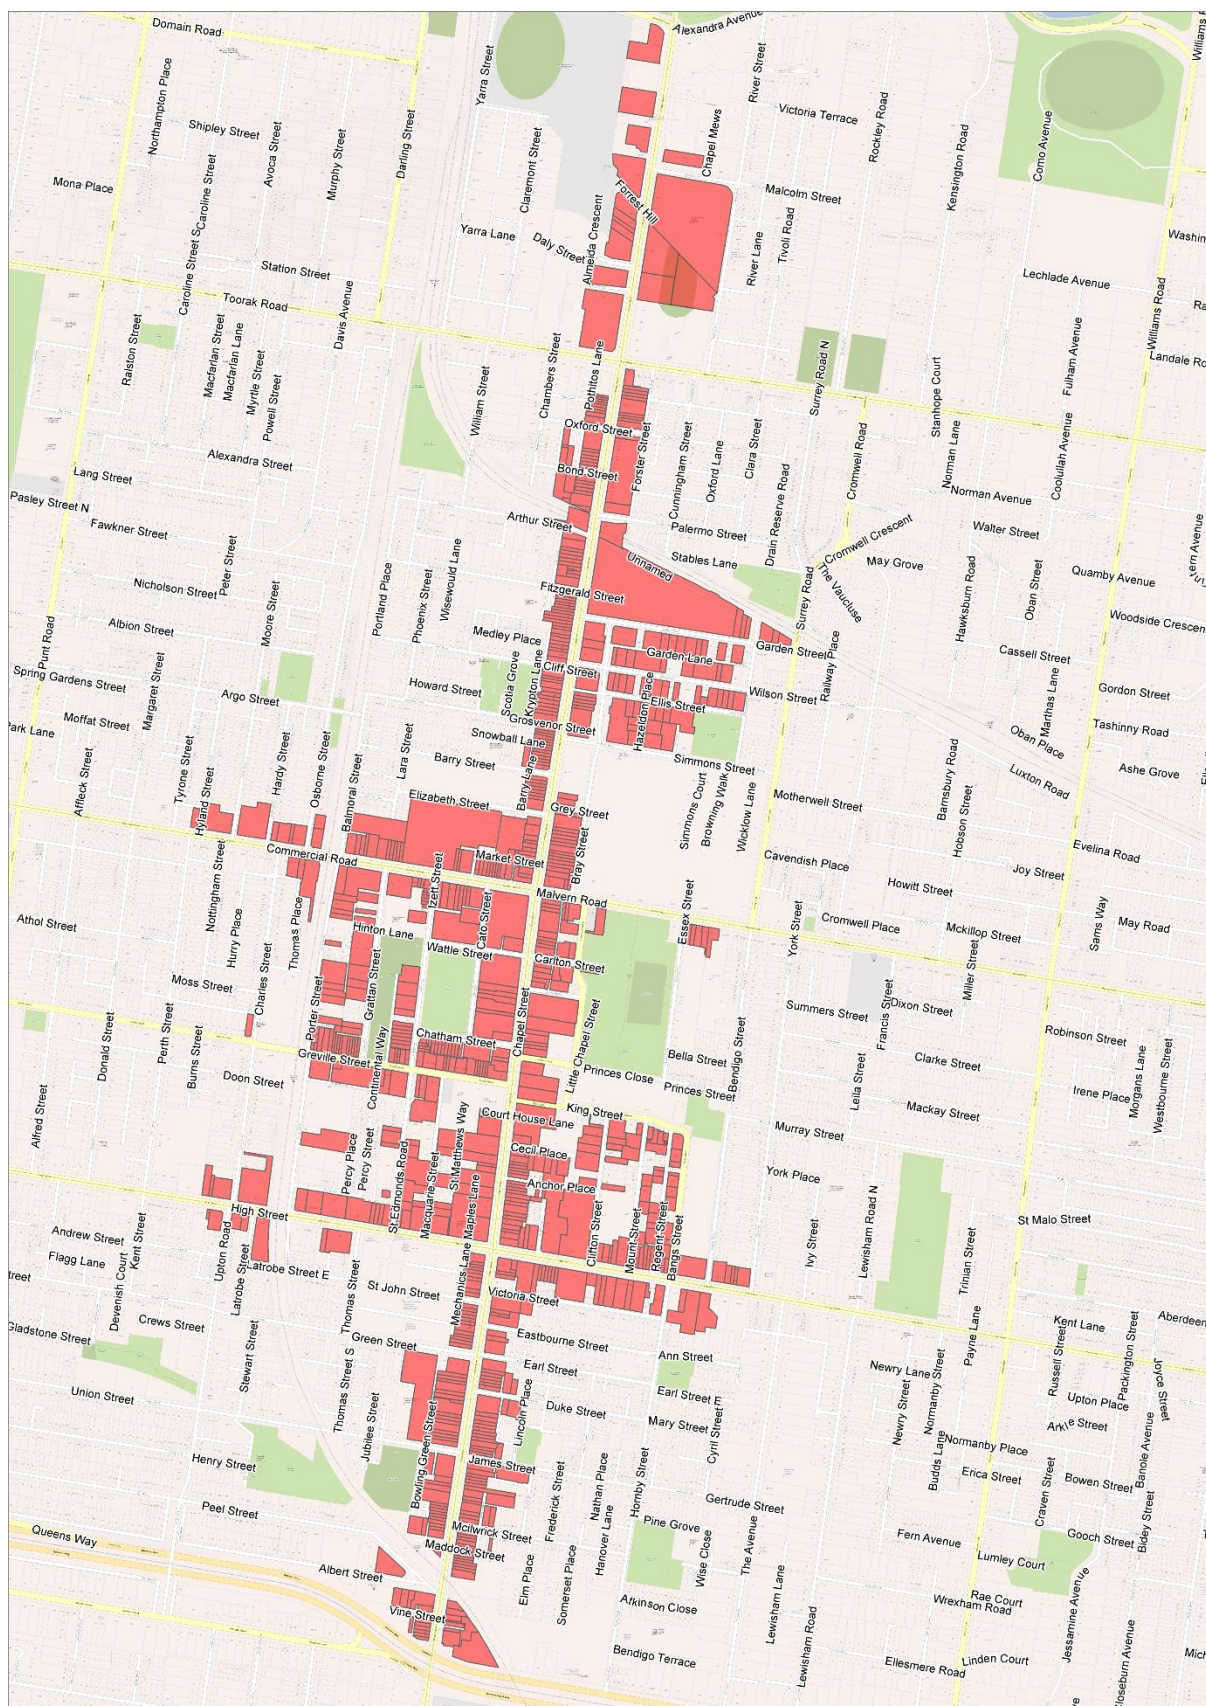 Alexandra Avenue
Williams R
Domain Road
Yarra Street
River Street
Victoria Terrace
Rockley Road
Northampton Place
Shipley Street
Avoca Street
Murphy Street
Darling Street
Claremont Street
Chapel Mews
Kensington Road
Como Avenue
Mona Place
Caroline Street S
Caroline Street
Malcolm Street
Forrest Hill
Yarra Lane
Daly Street
Almeida Crescent
River Lane
Tivoli Road
Washin
Station Street
Toorak Road
Davis Avenue
Lechlade Avenue
Williams Road
Ra
Ralston Street
Macfarlan Street
Macfarlan Lane
Myrtle Street
Powell Street
William Street
Chambers Street
Pothitos Lane
Surrey Road N
Stanhope Court
Fulham Avenue
Landale Ro
Oxford Street
Forster Street
Cunningham Street
Oxford Lane
Clara Street
Cromwell Road
Norman Lane
Coolullah Avenue
Alexandra Street
Lang Street
Bond Street
Drain Reserve Road
Norman Avenue
Pasley Street N
Fawkner Street
Arthur Street
Palermo Street
Stables Lane
Unnamed
Cromwell Crescent
Walter Street
ern Avenue
Peter Street
Nicholson Street
Portland Place
Phoenix Street
Wisewould Lane
Fitzgerald Street
Surrey Road
The Vaucluse
May Grove
Hawksburn Road
Oban Street
Quamby Avenue
Woodside Crescen
Punt Road
Albion Street
Moore Street
Medley Place
Garden Street
Garden Lane
Railway Place
Cassell Street
Spring Gardens Street
Margaret Street
Argo Street
Howard Street
Scotia Grove
Krypton Lane
Cliff Street
Wilson Street
Ellis Street
Hazeldon Place
Marthas Lane
Gordon Street
Moffat Street
Park Lane
Grosvenor Street
Snowball Lane
Barry Street
Barry Lane
Simmons Street
Oban Place
Luxton Road
Tashinny Road
Ashe Grove
Affleck Street
Tyrone Street
Hyland Street
Hardy Street
Osborne Street
Balmoral Street
Lara Street
Elizabeth Street
Grey Street
Simmons Court
Browning Walk
Wicklow Lane
Motherwell Street
Barnsbury Road
Hobson Street
Evelina Road
Commercial Road
Market Street
Bray Street
Cavendish Place
Joy Street
Nottingham Street
Izett Street
Cato Street
Malvern Road
Howitt Street
Athol Street
Hurry Place
Thomas Place
Hinton Lane
Wattle Street
Carlton Street
Essex Street
York Street
Cromwell Place
Mckillop Street
Sams Way
May Road
Moss Street
Charles Street
Grattan Street
Miller Street
Donald Street
Perth Street
Burns Street
Porter Street
Continental Way
Chatham Street
Chapel Street
Little Chapel Street
Summers Street
Francis Street
Dixon Street
Robinson Street
Greville Street
Doon Street
Bella Street
Princes Close
Princes Street
Bendigo Street
Clarke Street
Irene Place
Morgans Lane
Westbourne Street
Alfred Street
Court House Lane
King Street
Leila Street
Mackay Street
Percy Place
Percy Street
St Edmonds Road
Macquarie Street
St Matthews Way
Cecil Place
Murray Street
Anchor Place
York Place
High Street
Maples Lane
Clifton Street
Mount Street
Regent Street
Bangs Street
Lewisham Road N
St Malo Street
Andrew Street
Flagg Lane
Kent Street
Upton Road
Latrobe Street
Latrobe Street E
Mechanics Lane
Ivy Street
Trinian Street
treet
Devenish Court
St John Street
Thomas Street
Victoria Street
Crews Street
Gladstone Street
Green Street
Eastbourne Street
Ann Street
Payne Lane
Kent Lane
Aberdeen
Stewart Street
Thomas Street S
Earl Street
Earl Street E
Newry Lane
Russell Street
Packington Street
Joyce Street
Union Street
Jubilee Street
Bowling Green Street
Lincoln Place
Duke Street
Mary Street
Cyril Street
Newry Street
Normanby Street
Upton Place
Arkle Street
Henry Street
James Street
Normanby Place
Budds Lane
Erica Street
Bowen Street
Banole Avenue
Peel Street
Frederick Street
Nathan Place
Hanover Lane
Hornby Street
Gertrude Street
Craven Street
Queens Way
Mcilwrick Street
Maddock Street
Pine Grove
Fern Avenue
Gooch Street
Bidey Street
Albert Street
Elm Place
Somerset Place
Wise Close
The Avenue
Lumley Court
Vine Street
Atkinson Close
Lewisham Lane
Rae Court
Wrexham Road
Jessamine Avenue
Bendigo Terrace
Lewisham Road
Ellesmere Road
Linden Court
Closeburn Avenue
Mich